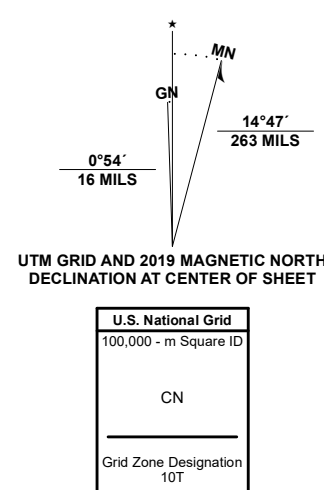 ★
MN
GN
14°47´
263 MILS
0°54´
16 MILS
UTM GRID AND 2019 MAGNETIC NORTH
DECLINATION AT CENTER OF SHEET
U.S. National Grid
100,000 - m Square ID
CN
Grid Zone Designation
10T